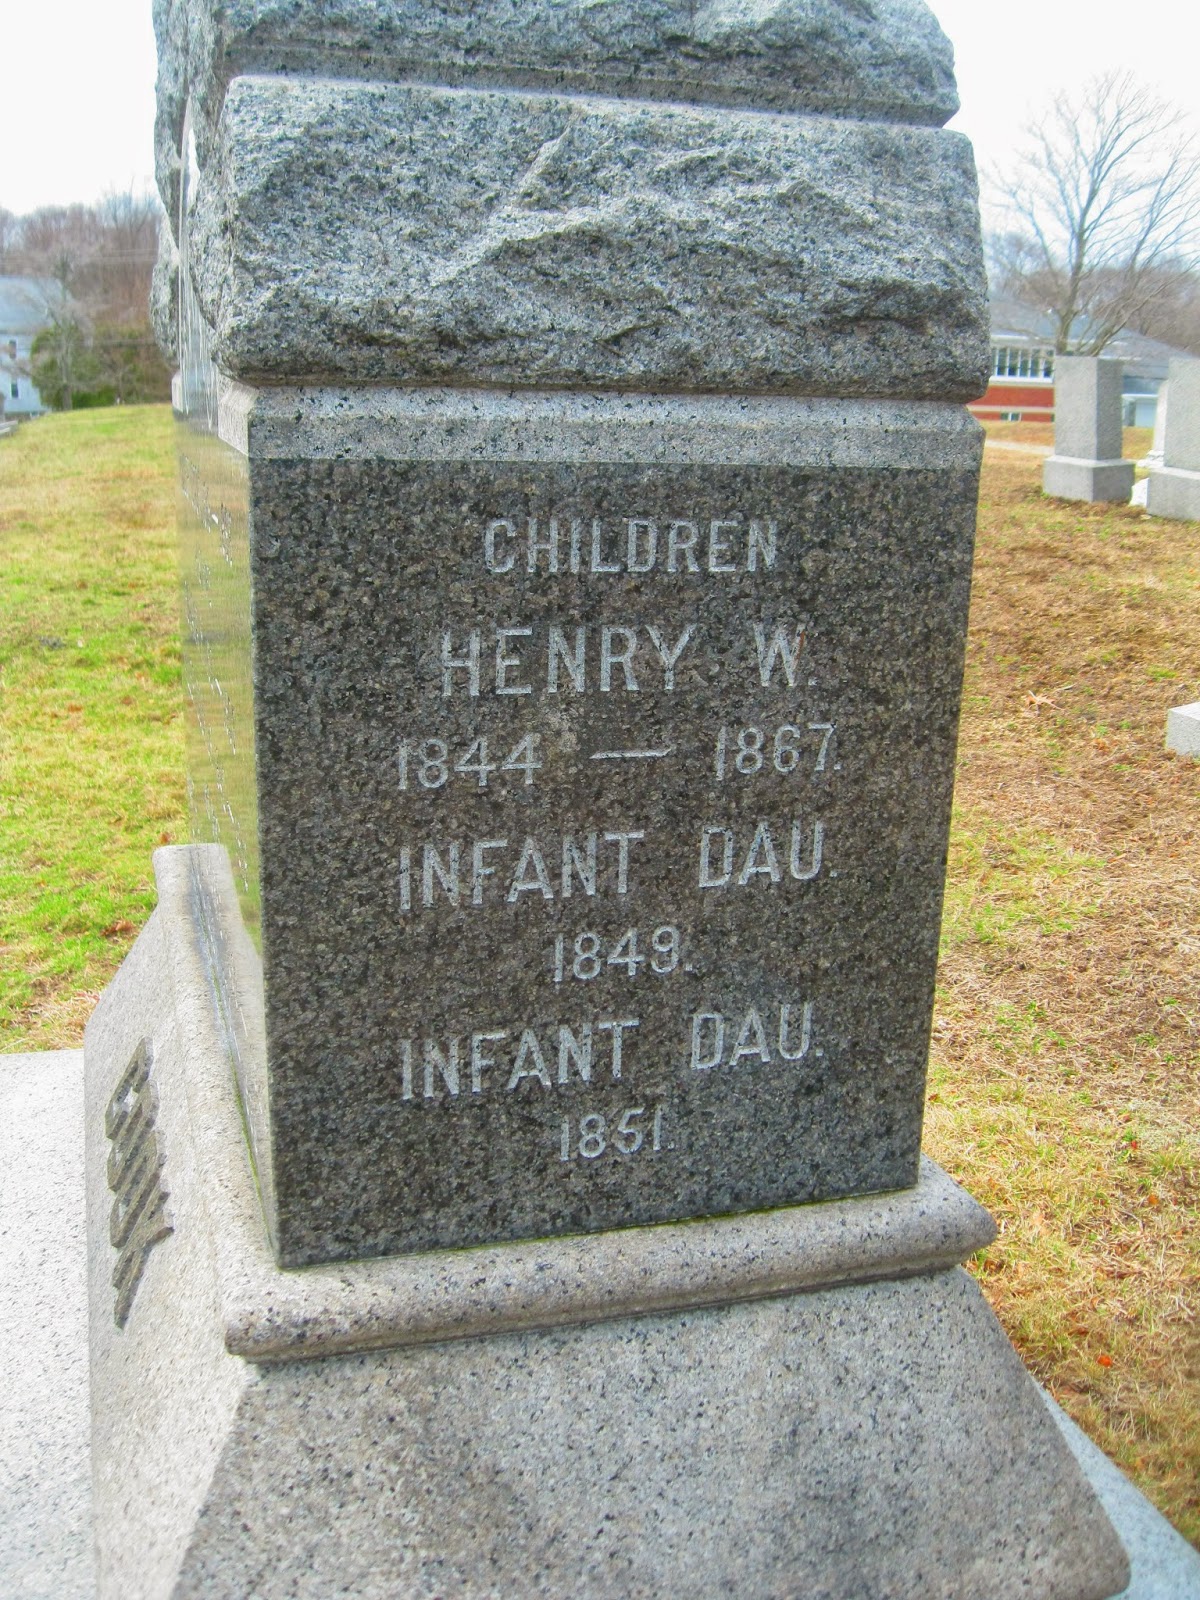 CHILDREN
HENRY W.
1844 — 1867.
INFANT DAU.
1849.
INFANT DAU.
1851.